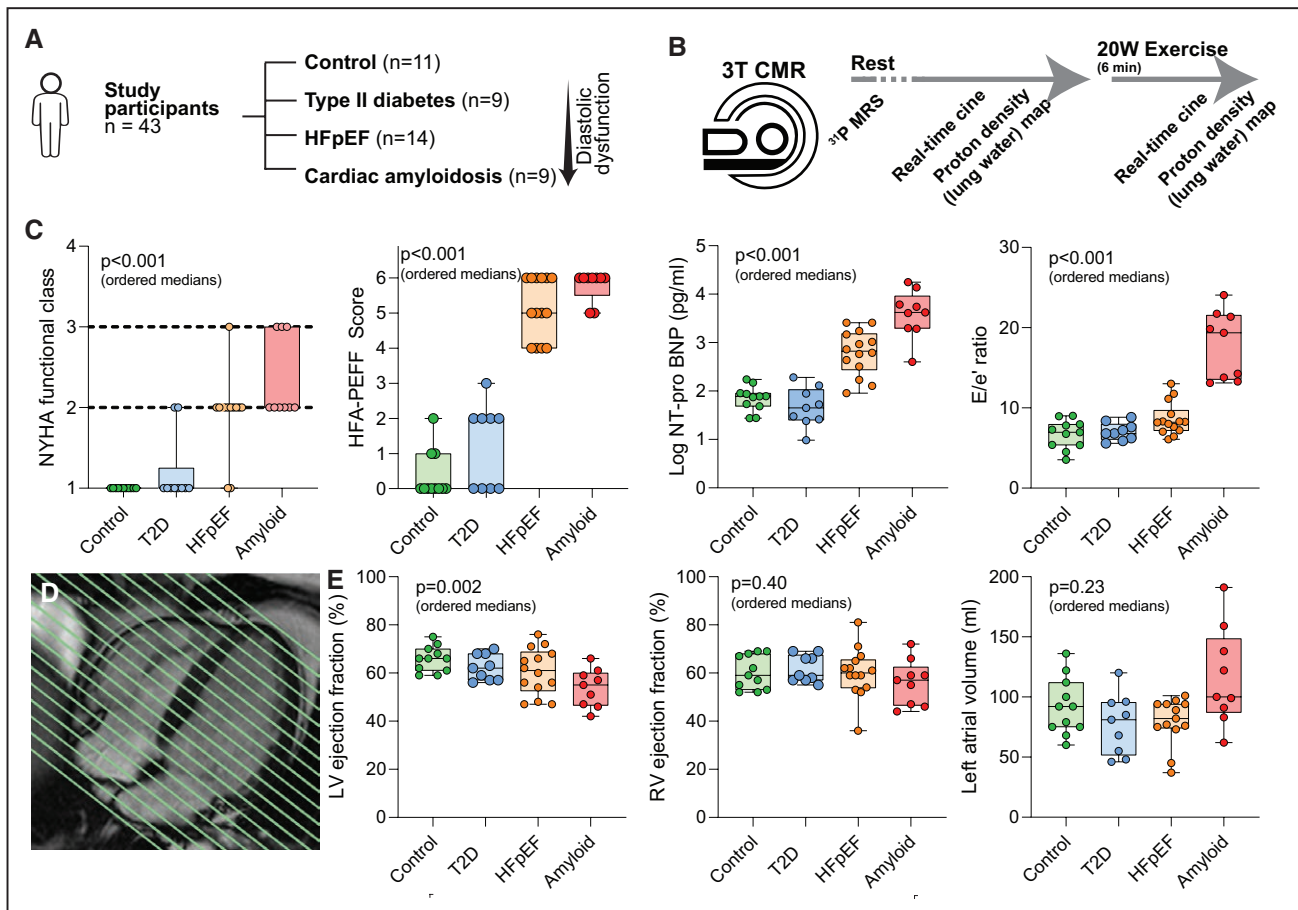 A
Study
participants
n = 43
Control (n=11)
Type II diabetes (n=9)
HFpEF (n=14)
Cardiac amyloidosis (n=9)
Diastolic
dysfunction
B
3T CMR
Rest
³¹P MRS
Real-time cine
Proton density
(lung water) map
20W Exercise
(6 min)
Real-time cine
Proton density
(lung water) map
C
NYHA functional class
4
3
2
1
p<0.001
(ordered medians)
Control
T2D
HFpEF
Amyloid
HFA-PEFF Score
6
5
4
3
2
1
0
p<0.001
(ordered medians)
Control
T2D
HFpEF
Amyloid
Log NT-pro BNP (pg/ml)
5
4
3
2
1
0
p<0.001
(ordered medians)
Control
T2D
HFpEF
Amyloid
E/e' ratio
30
20
10
0
p<0.001
(ordered medians)
Control
T2D
HFpEF
Amyloid
D
E
LV ejection fraction (%)
100
80
60
40
20
0
p=0.002
(ordered medians)
Control
T2D
HFpEF
Amyloid
RV ejection fraction (%)
100
80
60
40
20
0
p=0.40
(ordered medians)
Control
T2D
HFpEF
Amyloid
Left atrial volume (ml)
200
150
100
50
0
p=0.23
(ordered medians)
Control
T2D
HFpEF
Amyloid